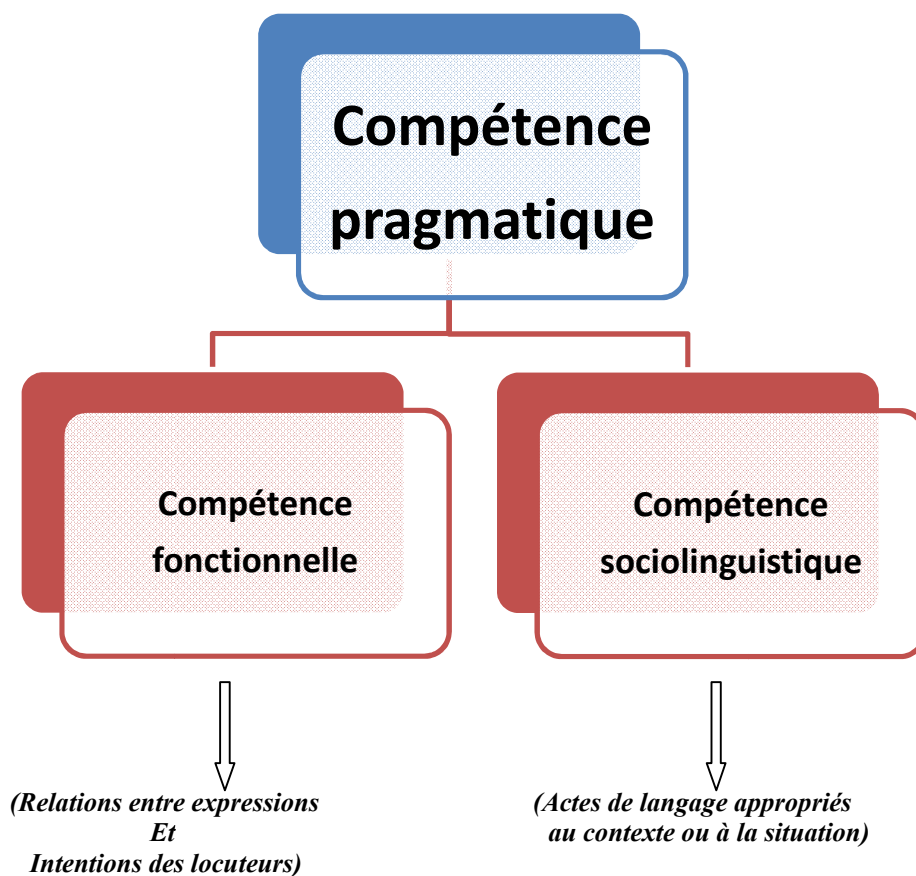 Compétence
pragmatique
Compétence
fonctionnelle
Compétence
sociolinguistique
(Relations entre expressions
Et
Intentions des locuteurs)
(Actes de langage appropriés
au contexte ou à la situation)